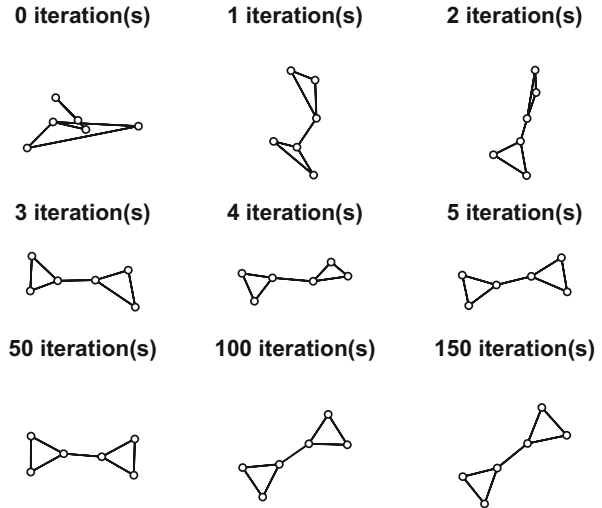 0 iteration(s) 1 iteration(s) 2 iteration(s)
3 iteration(s) 4 iteration(s) 5 iteration(s)
50 iteration(s) 100 iteration(s) 150 iteration(s)